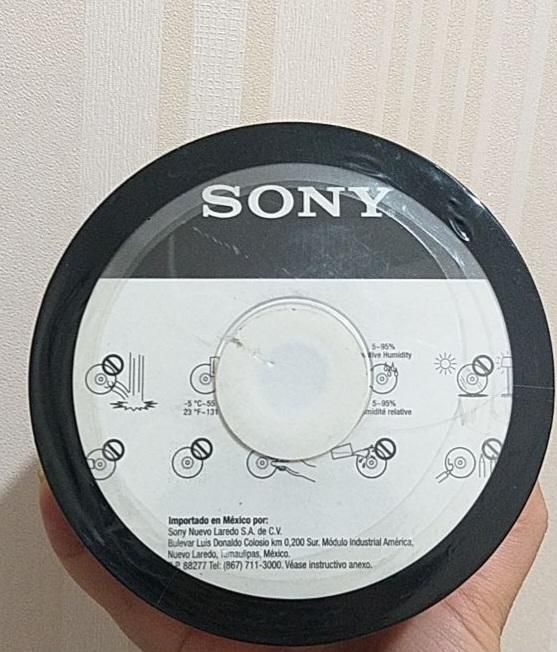 SONY
5~95%
Humidity
-5 °C~55
23 °F~131
5~95%
relative
Importado en México por:
Sony Nuevo Laredo S.A. de C.V.
Bulevar Luis Donaldo Colosio km 0,200 Sur. Módulo Industrial América,
Nuevo Laredo, Tamaulipas, México.
88277 Tel: (867) 711-3000. Véase instructivo anexo.